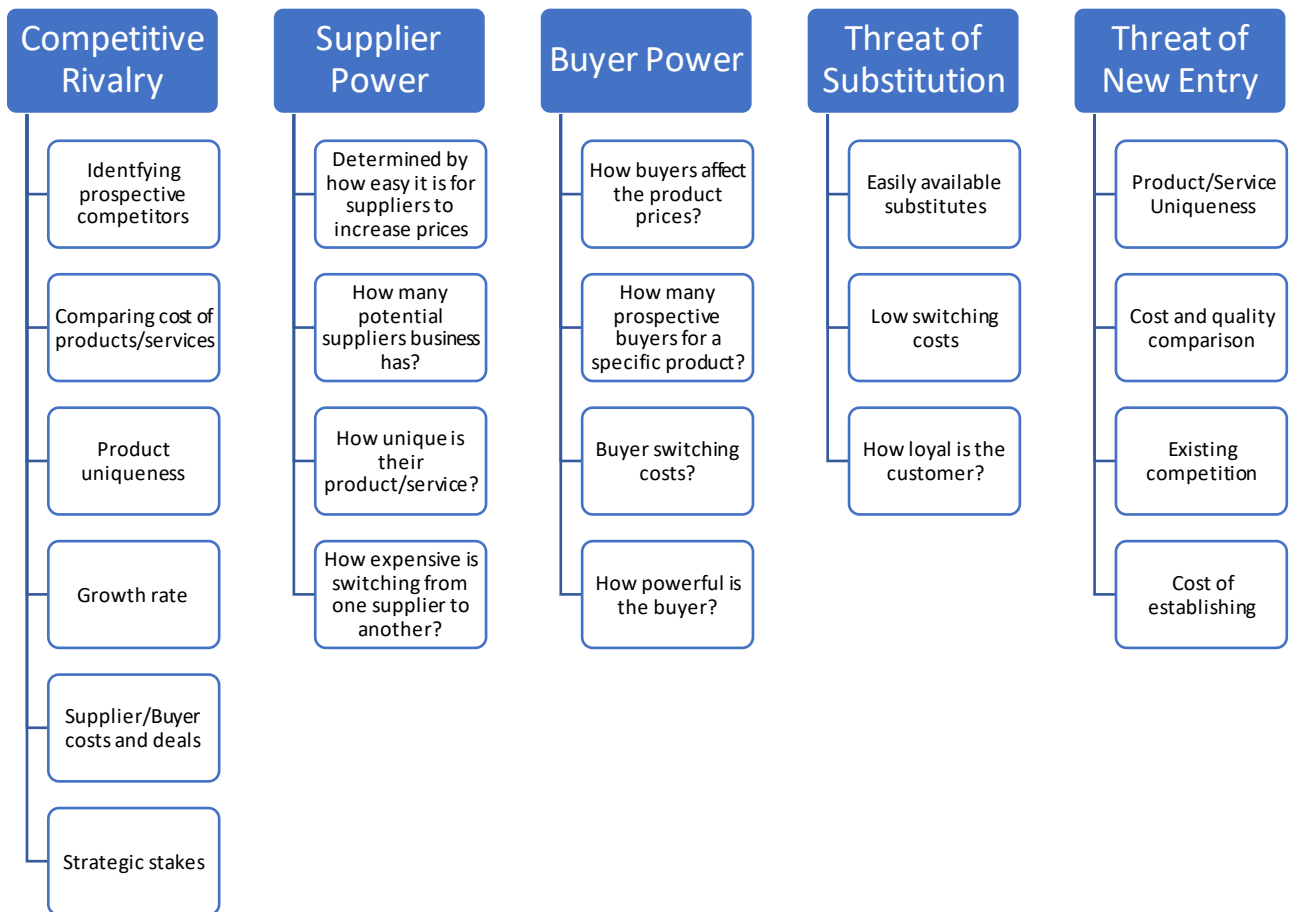 Competitive
Rivalry
Identfying
prospective
competitors
Comparing cost of
products/services
Product
uniqueness
Growth rate
Supplier/Buyer
costs and deals
Strategic stakes
Supplier
Power
Determined by
how easy it is for
suppliers to
increase prices
How many
potential
suppliers business
has?
How unique is
their
product/service?
How expensive is
switching from
one supplier to
another?
Buyer Power
How buyers affect
the product
prices?
How many
prospective
buyers for a
specific product?
Buyer switching
costs?
How powerful is
the buyer?
Threat of
Substitution
Easily available
substitutes
Low switching
costs
How loyal is the
customer?
Threat of
New Entry
Product/Service
Uniqueness
Cost and quality
comparison
Existing
competition
Cost of
establishing